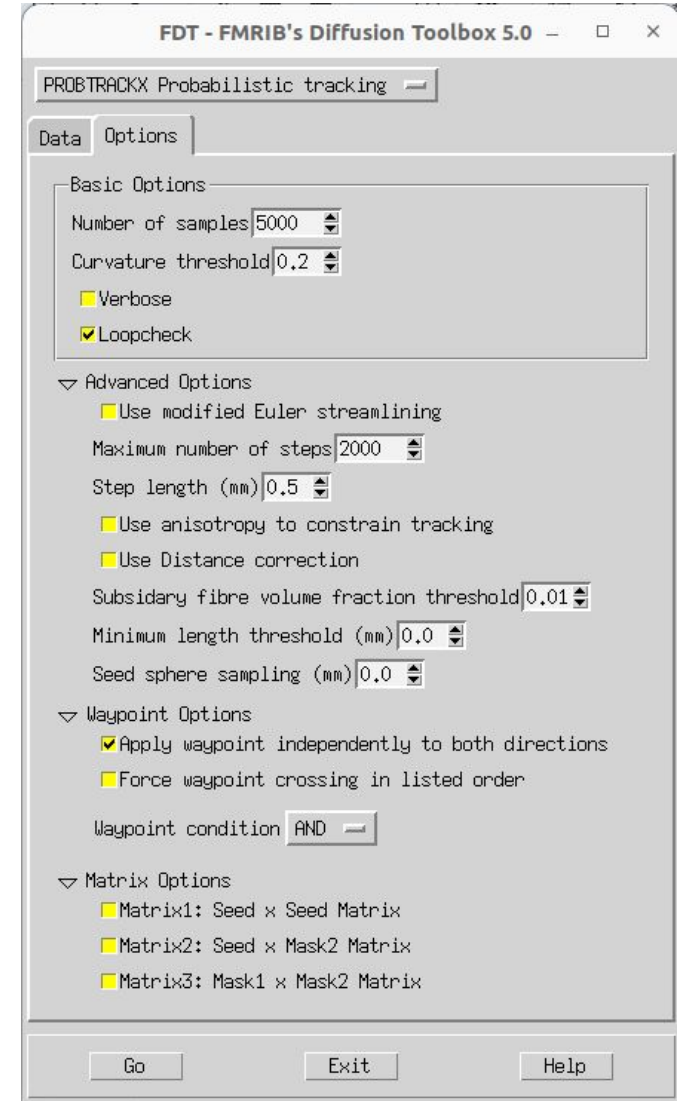 FDT - FMRIB's Diffusion Toolbox 5.0
PROBTRACKX Probabilistic tracking
Data Options
Basic Options
Number of samples 5000
Curvature threshold 0.2
Verbose
Loopcheck
Advanced Options
Use modified Euler streamlining
Maximum number of steps 2000
Step length (mm) 0.5
Use anisotropy to constrain tracking
Use Distance correction
Subsidary fibre volume fraction threshold 0.01
Minimum length threshold (mm) 0.0
Seed sphere sampling (mm) 0.0
Waypoint Options
Apply waypoint independently to both directions
Force waypoint crossing in listed order
Waypoint condition AND
Matrix Options
Matrix1: Seed x Seed Matrix
Matrix2: Seed x Mask2 Matrix
Matrix3: Mask1 x Mask2 Matrix
Go Exit Help